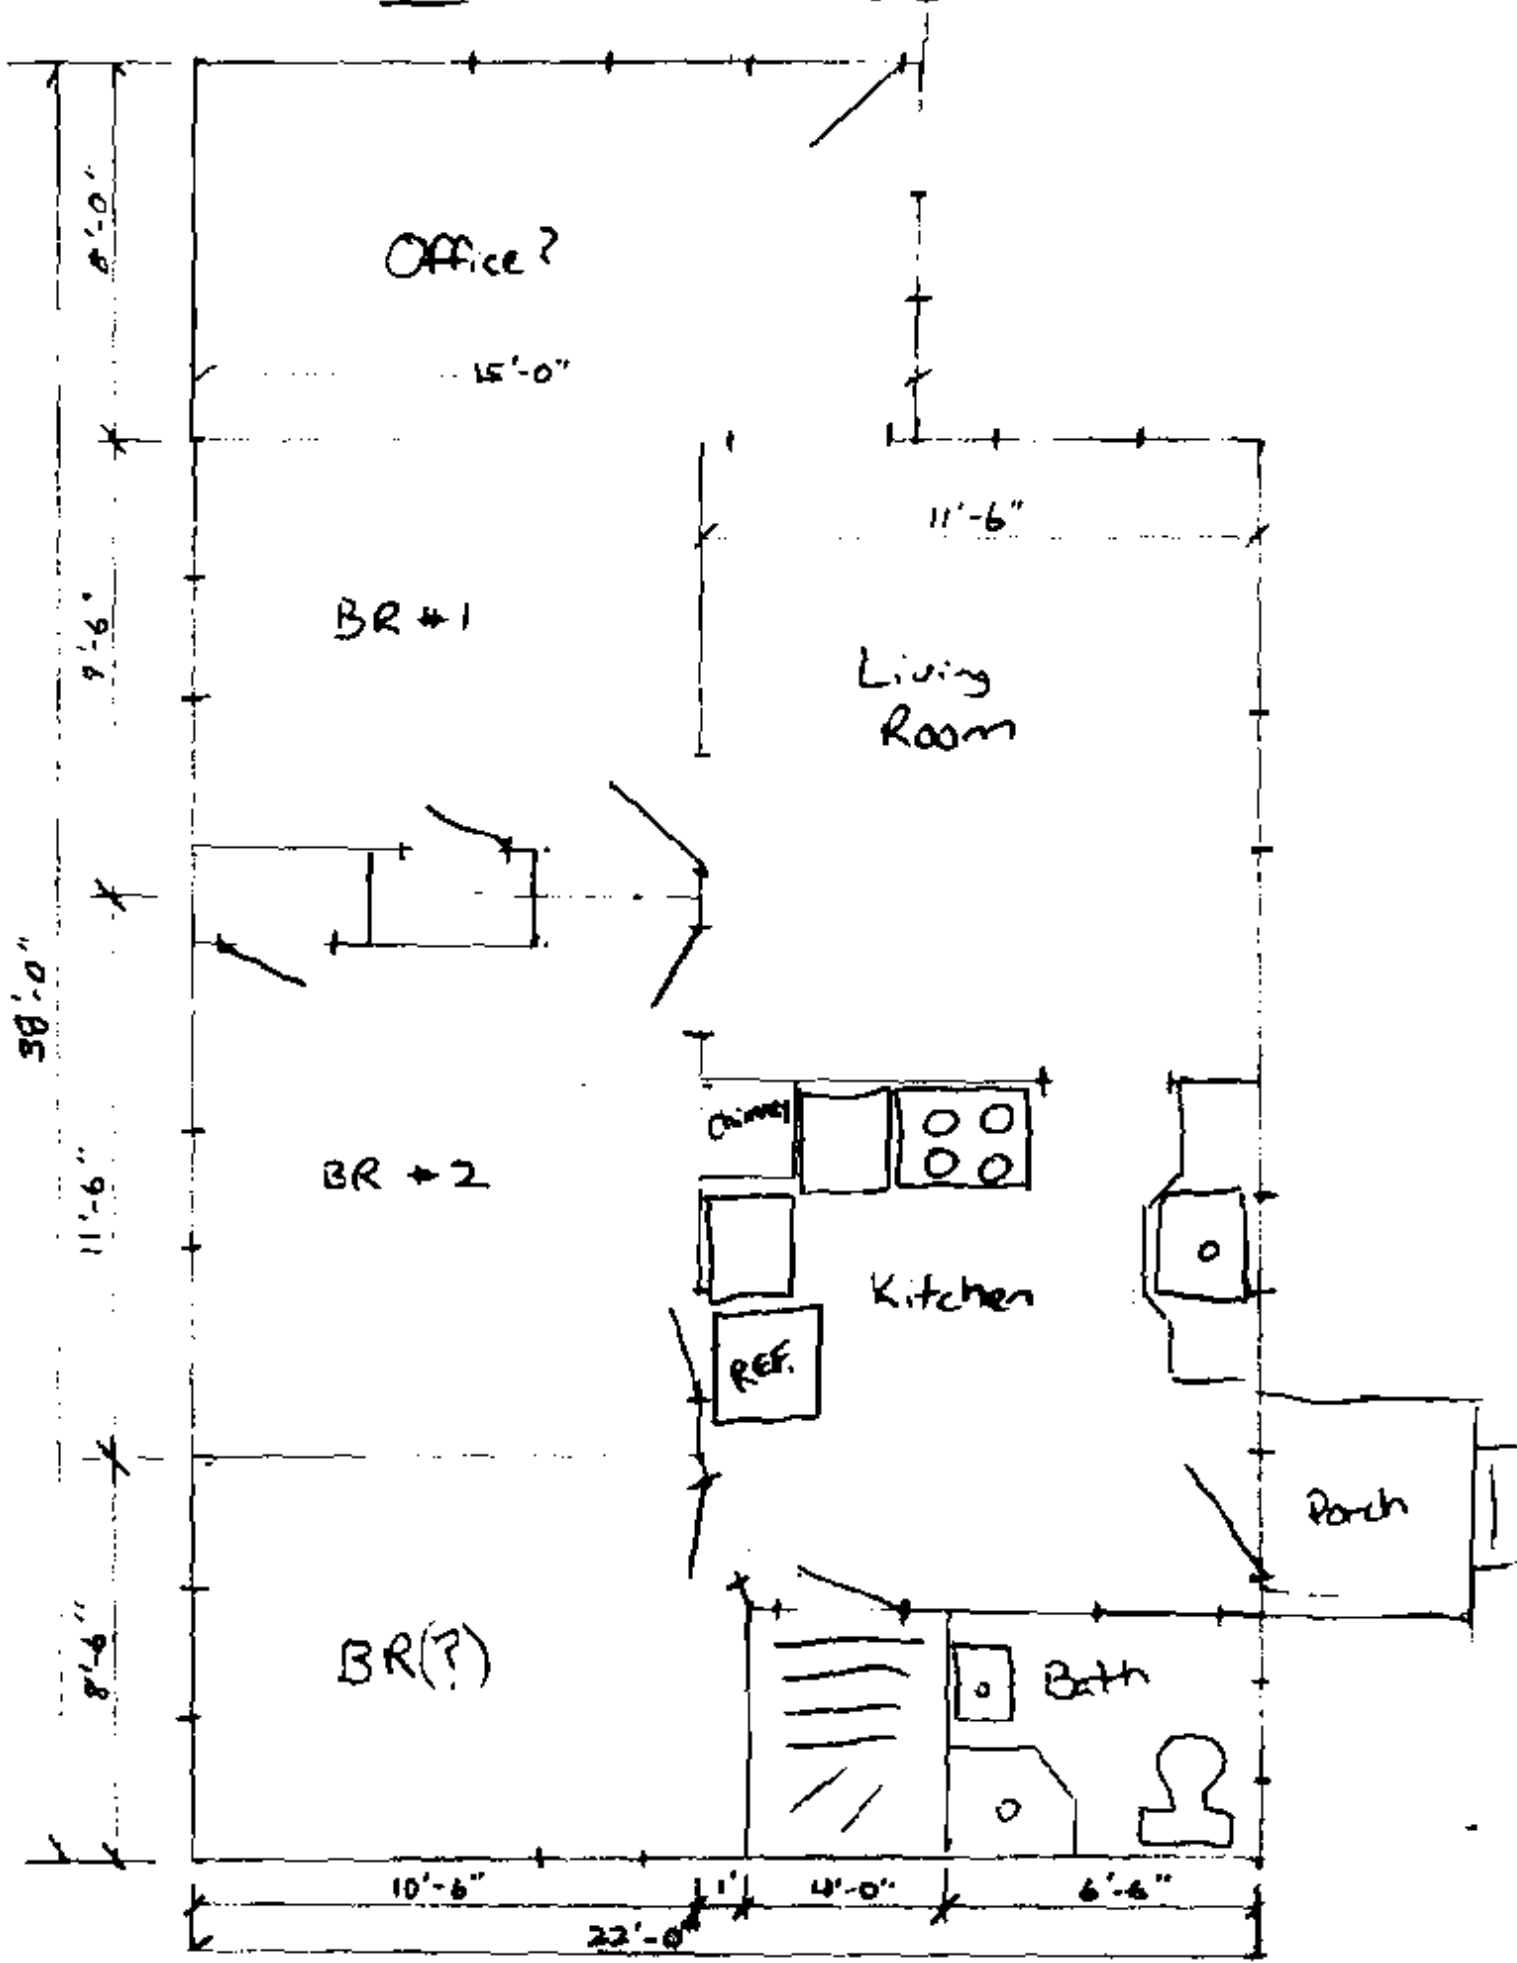 Office?
8'-0"
15'-0"
11'-6"
9'-6"
BR #1
Living
Room
38'-0"
Chimney
BR #2
11'-6"
Kitchen
REF.
Porch
8'-6"
BR(?)
Bath
10'-6"
1'
4'-0"
6'-6"
22'-0"